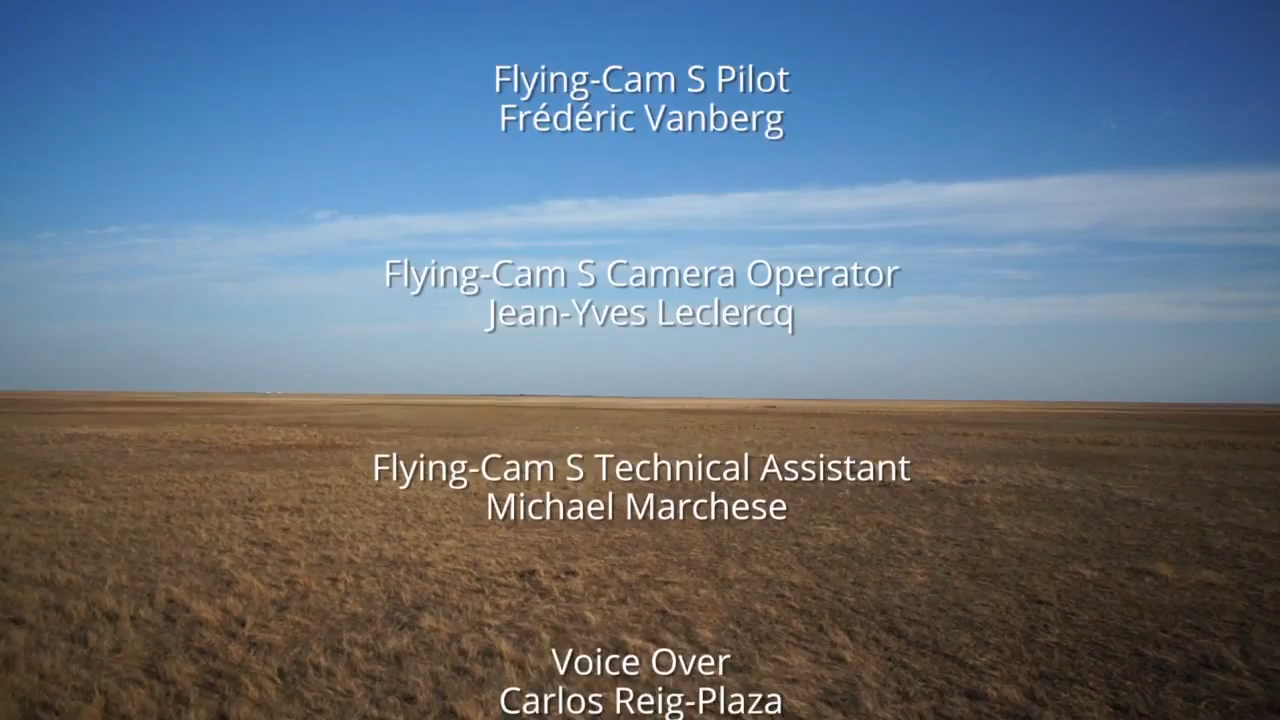 Flying-Cam S Pilot
Frédéric Vanberg
Flying-Cam S Camera Operator
Jean-Yves Leclercq
Flying-Cam S Technical Assistant
Michael Marchese
Voice Over
Carlos Reig-Plaza